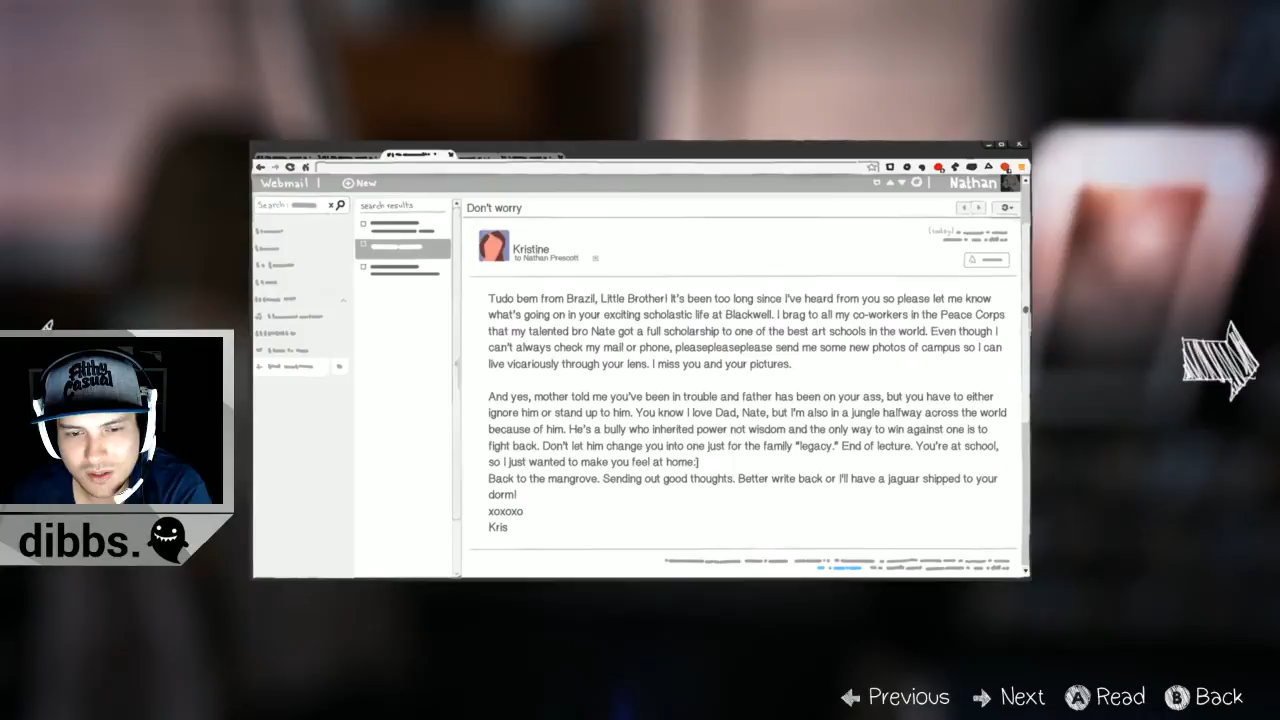 Webmail
New
Nathan
Search:
x
search results
Don't worry
Kristine
to Nathan Prescott
(today)
Tudo bem from Brazil, Little Brother! It's been too long since I've heard from you so please let me know
what's going on in your exciting scholastic life at Blackwell. I brag to all my co-workers in the Peace Corps
that my talented bro Nate got a full scholarship to one of the best art schools in the world. Even though I
can't always check my mail or phone, pleasepleaseplease send me some new photos of campus so I can
live vicariously through your lens. I miss you and your pictures.
And yes, mother told me you've been in trouble and father has been on your ass, but you have to either
ignore him or stand up to him. You know I love Dad, Nate, but I'm also in a jungle halfway across the world
because of him. He's a bully who inherited power not wisdom and the only way to win against one is to
fight back. Don't let him change you into one just for the family "legacy." End of lecture. You're at school,
so I just wanted to make you feel at home:]
Back to the mangrove. Sending out good thoughts. Better write back or I'll have a jaguar shipped to your
dorm!
xoxoxo
Kris
Filthy
Casual
dibbs.
Previous
Next
A Read
B Back